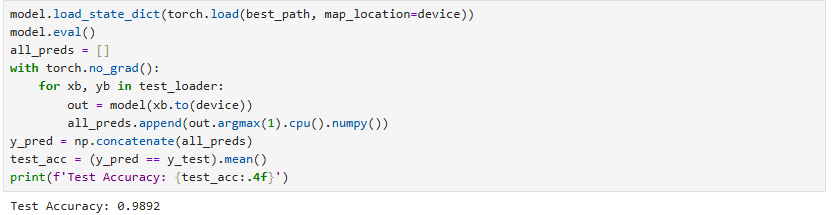 model.load_state_dict(torch.load(best_path, map_location=device))
model.eval()
all_preds = []
with torch.no_grad():
    for xb, yb in test_loader:
        out = model(xb.to(device))
        all_preds.append(out.argmax(1).cpu().numpy())
y_pred = np.concatenate(all_preds)
test_acc = (y_pred == y_test).mean()
print(f'Test Accuracy: {test_acc:.4f}')
Test Accuracy: 0.9892